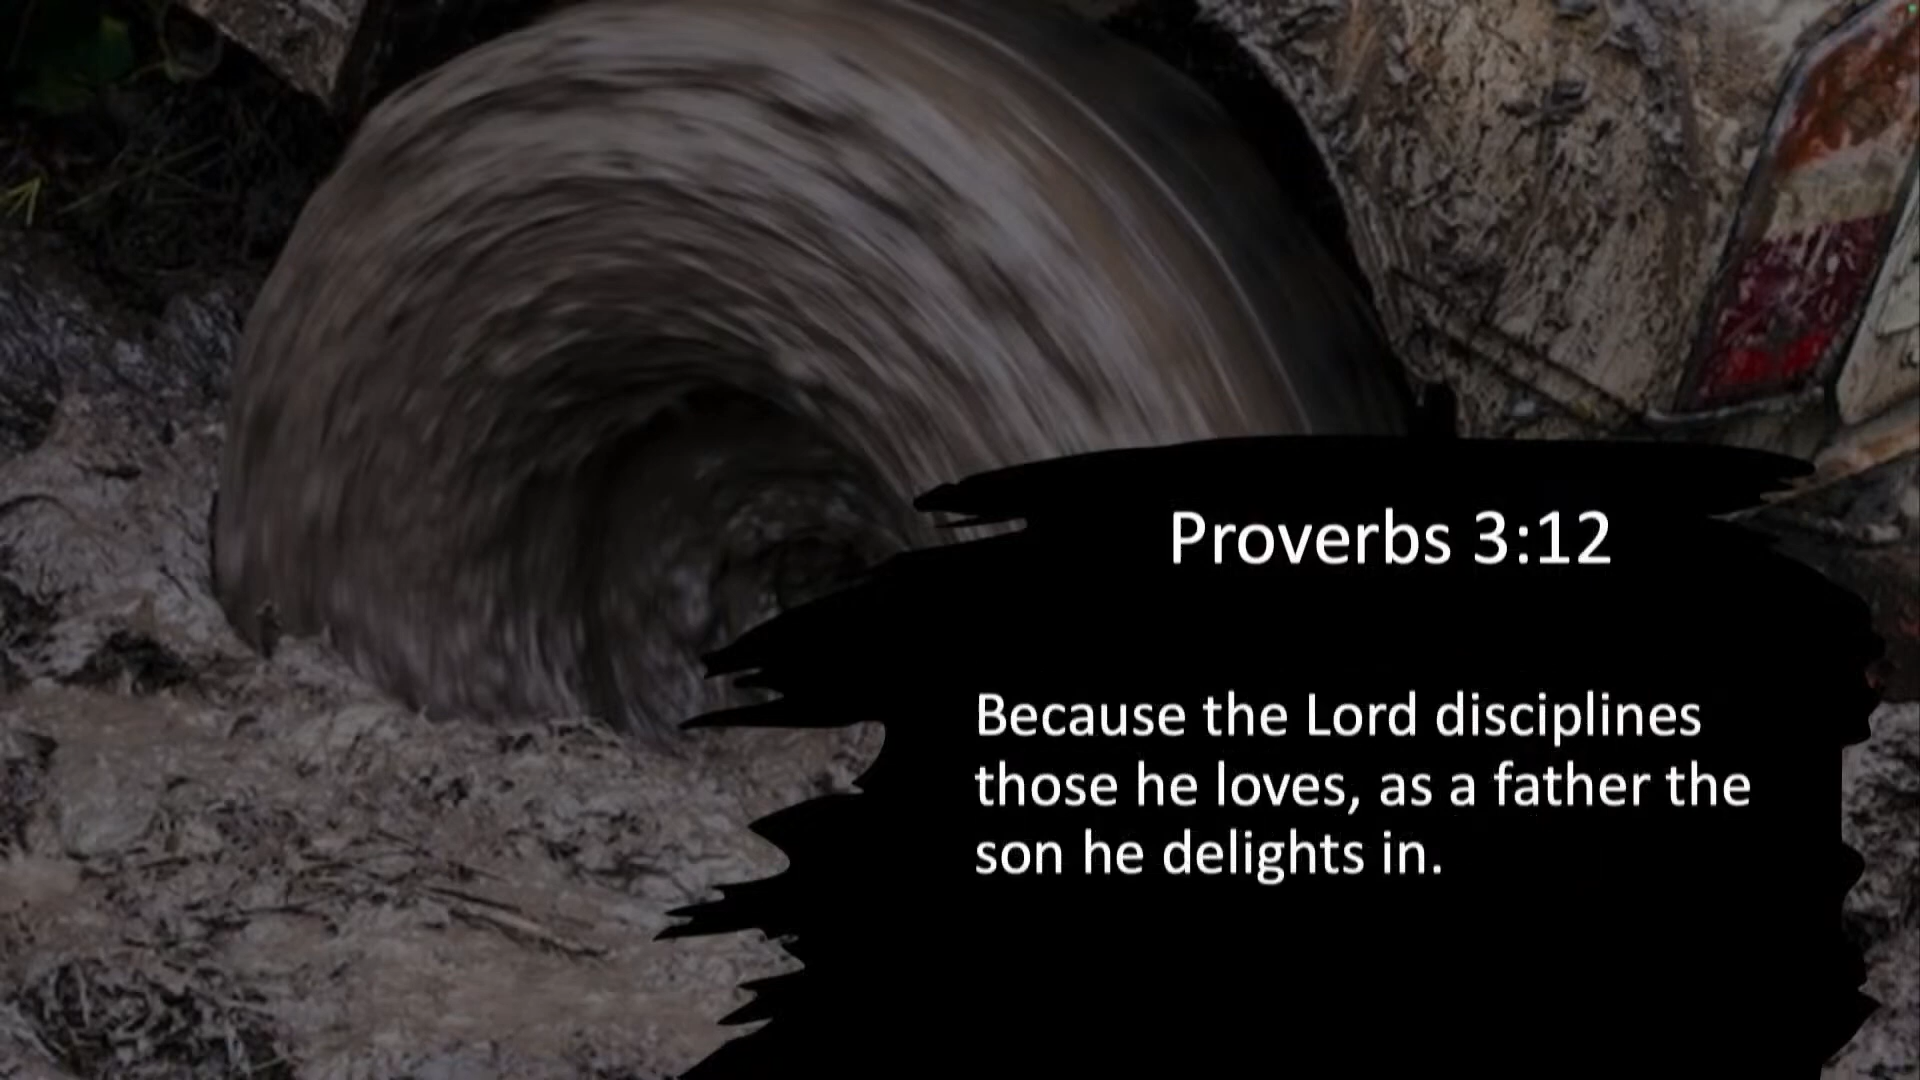 Proverbs 3:12
Because the Lord disciplines
those he loves, as a father the
son he delights in.